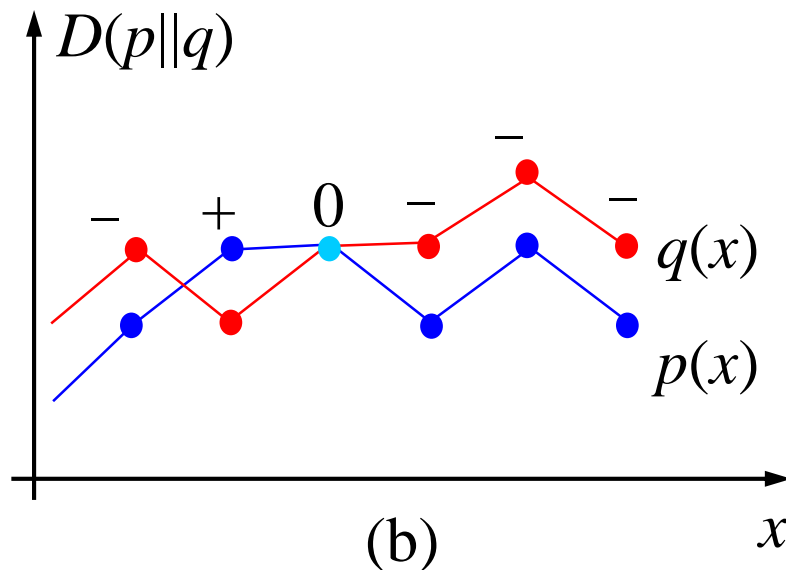 D(p||q)
−
− + 0 − −
q(x)
p(x)
x
(b)